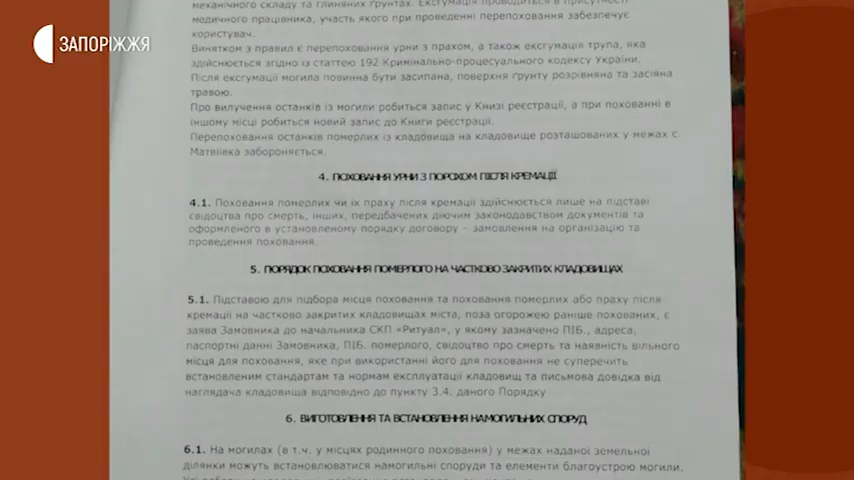 ЗАПОРІЖЖЯ
механічного складу та глиняних ґрунтах. Ексгумація проводиться в присутності
медичного працівника, участь якого при проведенні перепоховання забезпечує
користувач.
Винятком з правил є перепоховання урни з прахом, а також ексгумація трупа, яка
здійснюється згідно із статтею 192 Кримінально-процесуального кодексу України.
Після ексгумації могила повинна бути засипана, поверхня ґрунту розрівняна та засіяна
травою.
Про вилучення останків із могили робиться запис у Книзі реєстрації, а при похованні в
іншому місці робиться новий запис до Книги реєстрації.
Перепоховання останків померлих із кладовища на кладовище розташованих у межах с.
Матвіївка забороняється.
4. ПОХОВАННЯ УРНИ З ПОРОХОМ ПІСЛЯ КРЕМАЦІЇ
4.1. Поховання померлих чи їх праху після кремації здійснюється лише на підставі
свідоцтва про смерть, інших, передбачених діючим законодавством документів та
оформленого в установленому порядку договору – замовлення на організацію та
проведення поховання.
5. ПОРЯДОК ПОХОВАННЯ ПОМЕРЛОГО НА ЧАСТКОВО ЗАКРИТИХ КЛАДОВИЩАХ
5.1. Підставою для підбора місця поховання та поховання померлих або праху після
кремації на частково закритих кладовищах міста, поза огорожею раніше похованих, є
заява Замовника до начальника СКП «Ритуал», у якому зазначено ПІБ., адреса,
паспортні данні Замовника, ПІБ. померлого, свідоцтво про смерть та наявність вільного
місця для поховання, яке при використанні його для поховання не суперечить
встановленим стандартам та нормам експлуатації кладовищ та письмова довідка від
наглядача кладовища відповідно до пункту 3.4. даного Порядку
6. ВИГОТОВЛЕННЯ ТА ВСТАНОВЛЕННЯ НАМОГИЛЬНИХ СПОРУД
6.1. На могилах (в т.ч. у місцях родинного поховання) у межах наданої земельної
ділянки можуть встановлюватися намогильні споруди та елементи благоустрою могили.